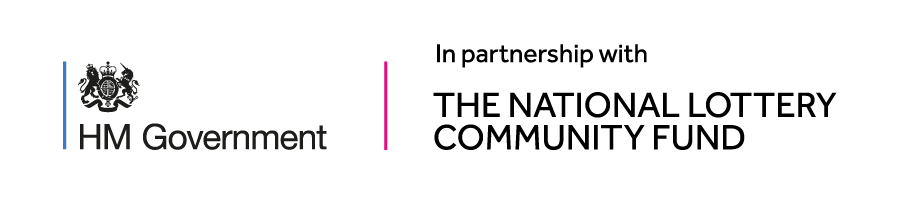 HM Government
In partnership with
THE NATIONAL LOTTERY
COMMUNITY FUND